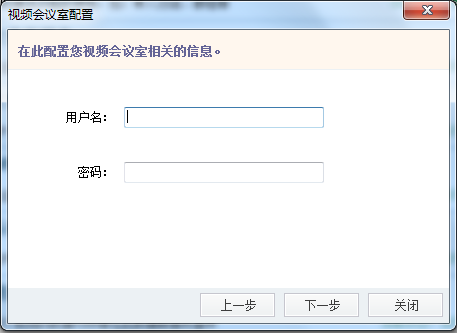 视频会议室配置
在此配置您视频会议室相关的信息。
用户名：
密码：
上一步 下一步 关闭